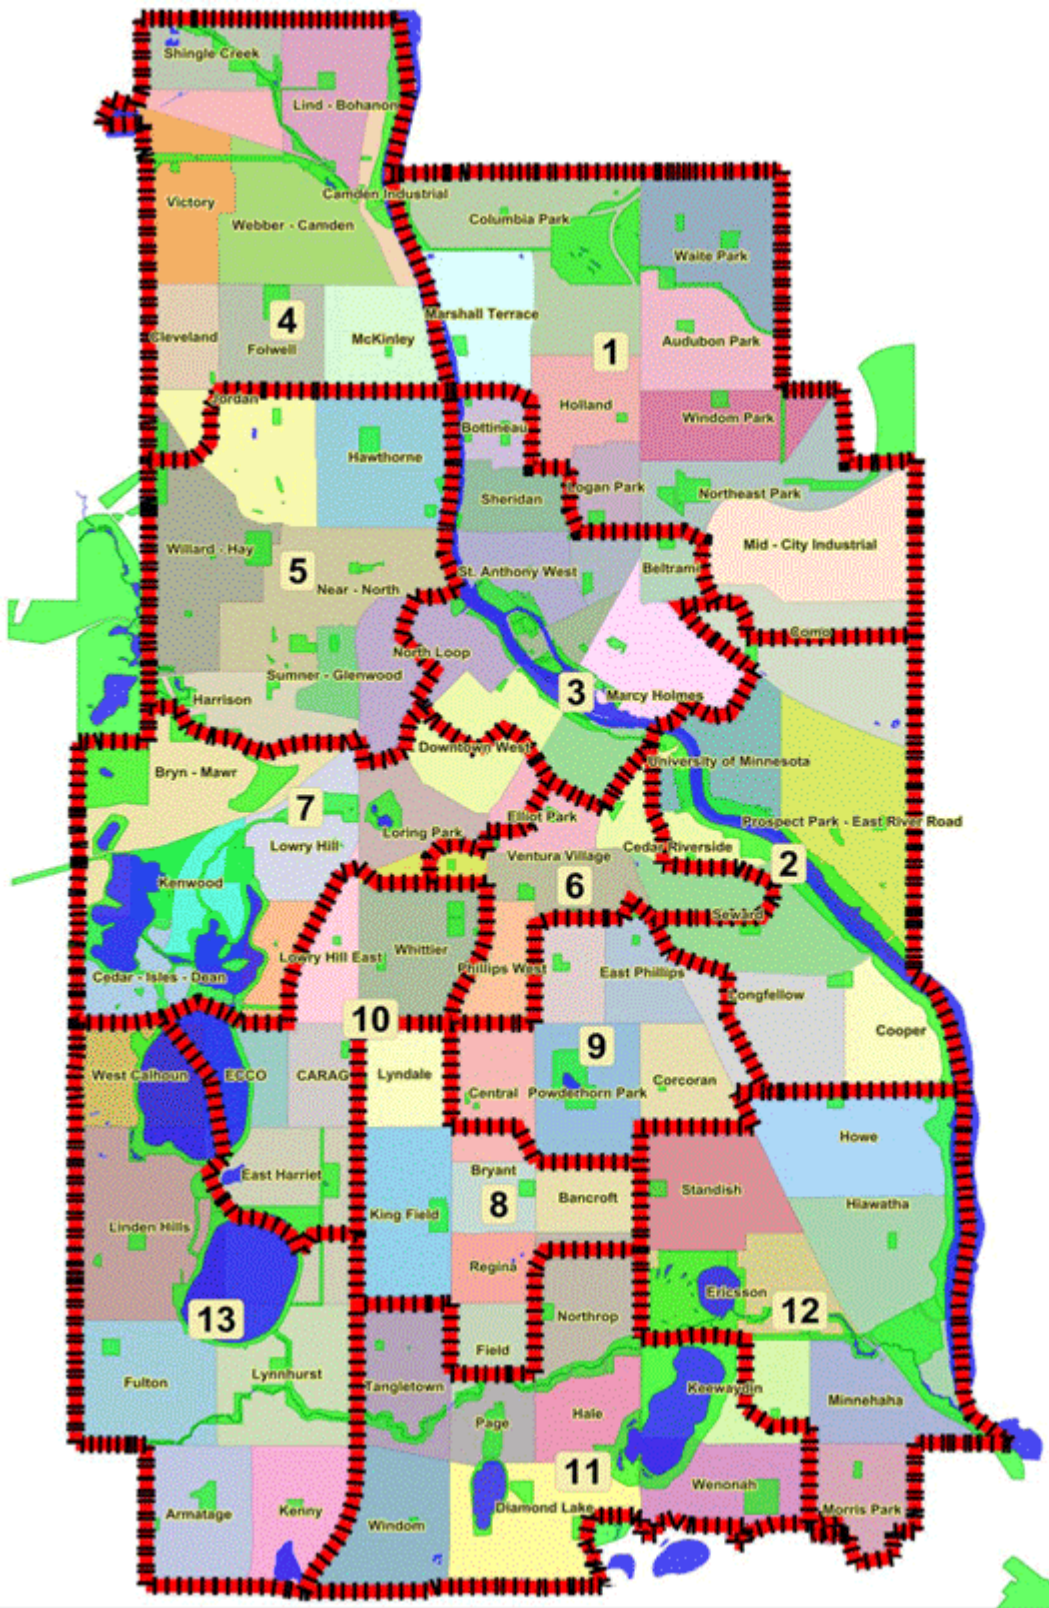 Shingle Creek
Lind - Bohanon
Camden Industrial
Victory
Webber - Camden
Columbia Park
Waite Park
Marshall Terrace
4
Cleveland
Folwell
McKinley
1
Audubon Park
Jordan
Holland
Windom Park
Bottineau
Hawthorne
Logan Park
Sheridan
Northeast Park
Willard - Hay
Mid - City Industrial
5
Near - North
St. Anthony West
Beltrami
Como
North Loop
Sumner - Glenwood
Harrison
3
Marcy Holmes
Downtown West
University of Minnesota
Bryn - Mawr
7
Elliot Park
Prospect Park - East River Road
Loring Park
Lowry Hill
Cedar Riverside
Ventura Village
2
Kenwood
6
Seward
Whittier
Lowry Hill East
Phillips West
East Phillips
Cedar - Isles - Dean
Longfellow
10
Cooper
9
West Calhoun
ECCO
CARAG
Lyndale
Central
Powderhorn Park
Corcoran
Howe
East Harriet
Bryant
Standish
8
Bancroft
Hiawatha
King Field
Linden Hills
Regina
Ericsson
13
Northrop
12
Field
Fulton
Lynnhurst
Tangletown
Keewaydin
Minnehaha
Page
Hale
11
Wenonah
Armatage
Kenny
Windom
Diamond Lake
Morris Park